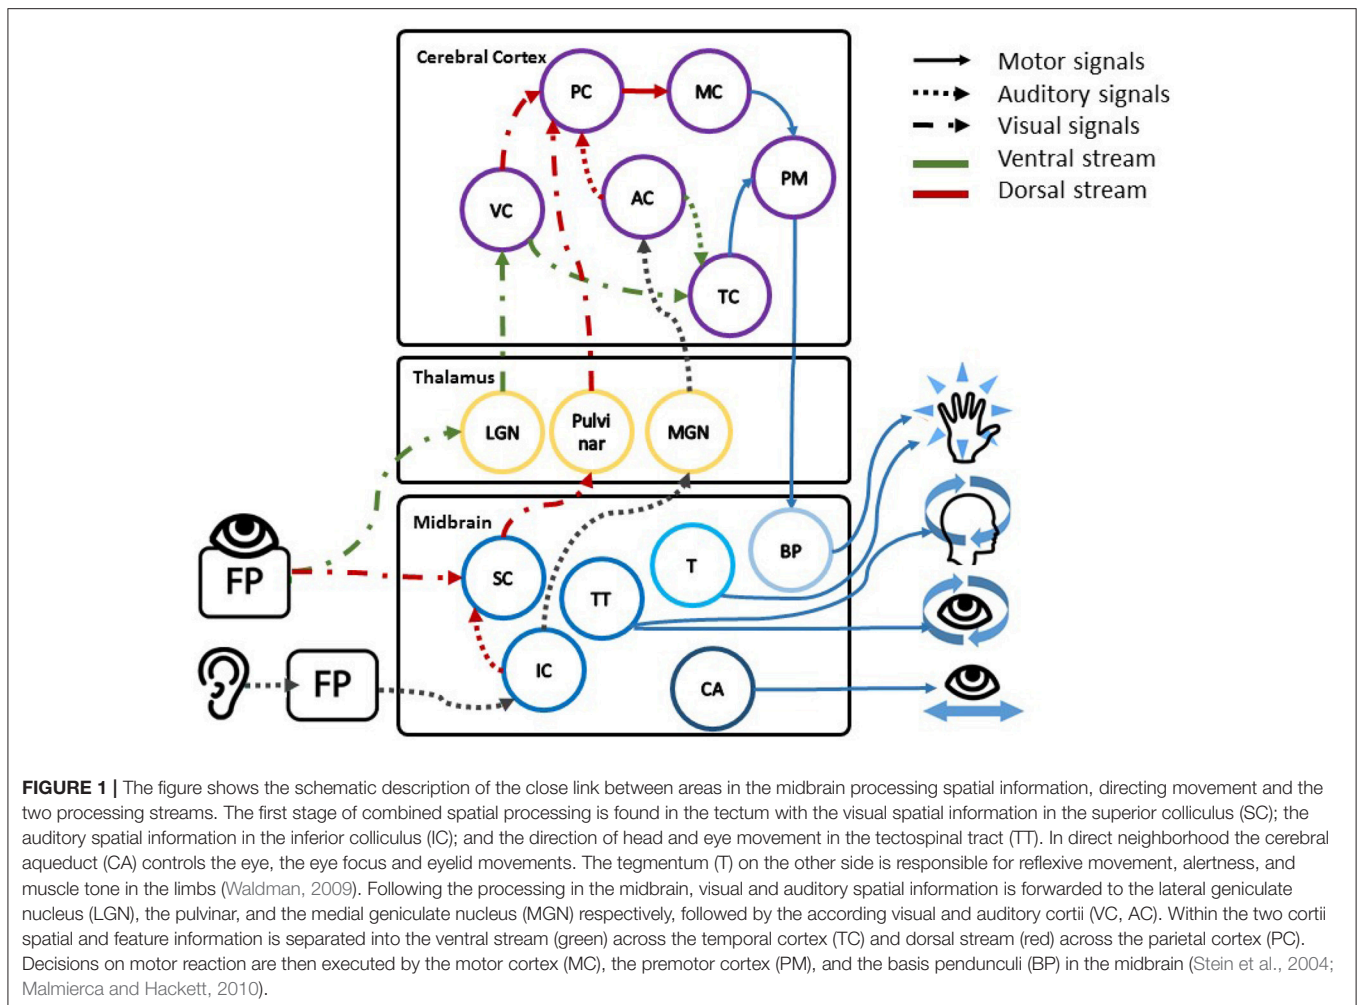 Cerebral Cortex
PC
MC
PM
AC
VC
TC
Motor signals
Auditory signals
Visual signals
Ventral stream
Dorsal stream
Thalamus
LGN
Pulvi
nar
MGN
Midbrain
SC
TT
T
BP
IC
CA
FP
FP
FIGURE 1 | The figure shows the schematic description of the close link between areas in the midbrain processing spatial information, directing movement and the
two processing streams. The first stage of combined spatial processing is found in the tectum with the visual spatial information in the superior colliculus (SC); the
auditory spatial information in the inferior colliculus (IC); and the direction of head and eye movement in the tectospinal tract (TT). In direct neighborhood the cerebral
aqueduct (CA) controls the eye, the eye focus and eyelid movements. The tegmentum (T) on the other side is responsible for reflexive movement, alertness, and
muscle tone in the limbs (Waldman, 2009). Following the processing in the midbrain, visual and auditory spatial information is forwarded to the lateral geniculate
nucleus (LGN), the pulvinar, and the medial geniculate nucleus (MGN) respectively, followed by the according visual and auditory cortii (VC, AC). Within the two cortii
spatial and feature information is separated into the ventral stream (green) across the temporal cortex (TC) and dorsal stream (red) across the parietal cortex (PC).
Decisions on motor reaction are then executed by the motor cortex (MC), the premotor cortex (PM), and the basis pendunculi (BP) in the midbrain (Stein et al., 2004;
Malmierca and Hackett, 2010).